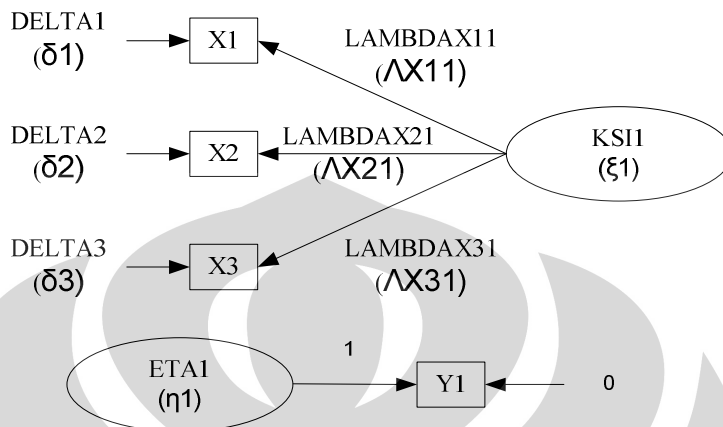 DELTA1
(δ1)
X1
LAMBDAX11
(ΛX11)
DELTA2
(δ2)
X2
LAMBDAX21
(ΛX21)
KSI1
(ξ1)
DELTA3
(δ3)
X3
LAMBDAX31
(ΛX31)
ETA1
(η1)
1
Y1
0